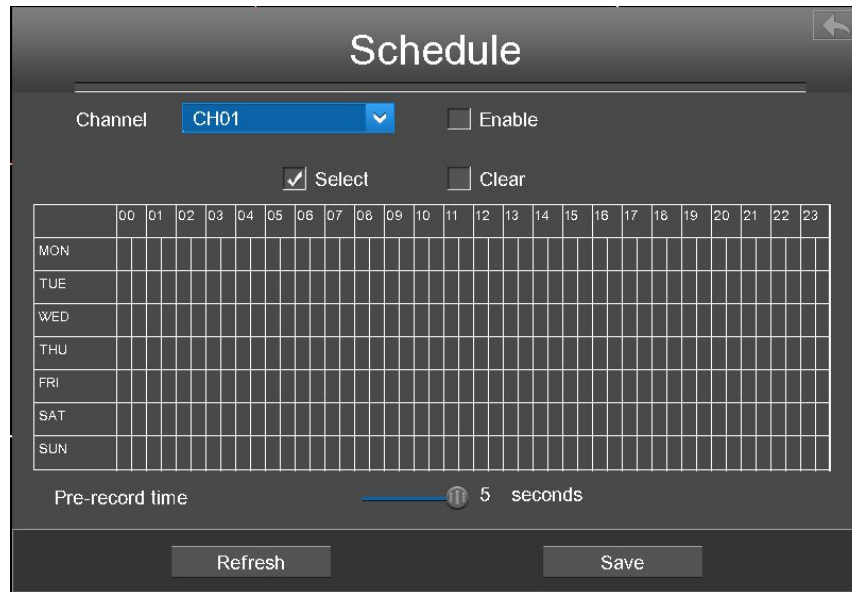 Schedule
Channel CH01 Enable
Select Clear
00 01 02 03 04 05 06 07 08 09 10 11 12 13 14 15 16 17 18 19 20 21 22 23
MON
TUE
WED
THU
FRI
SAT
SUN
Pre-record time 5 seconds
Refresh Save